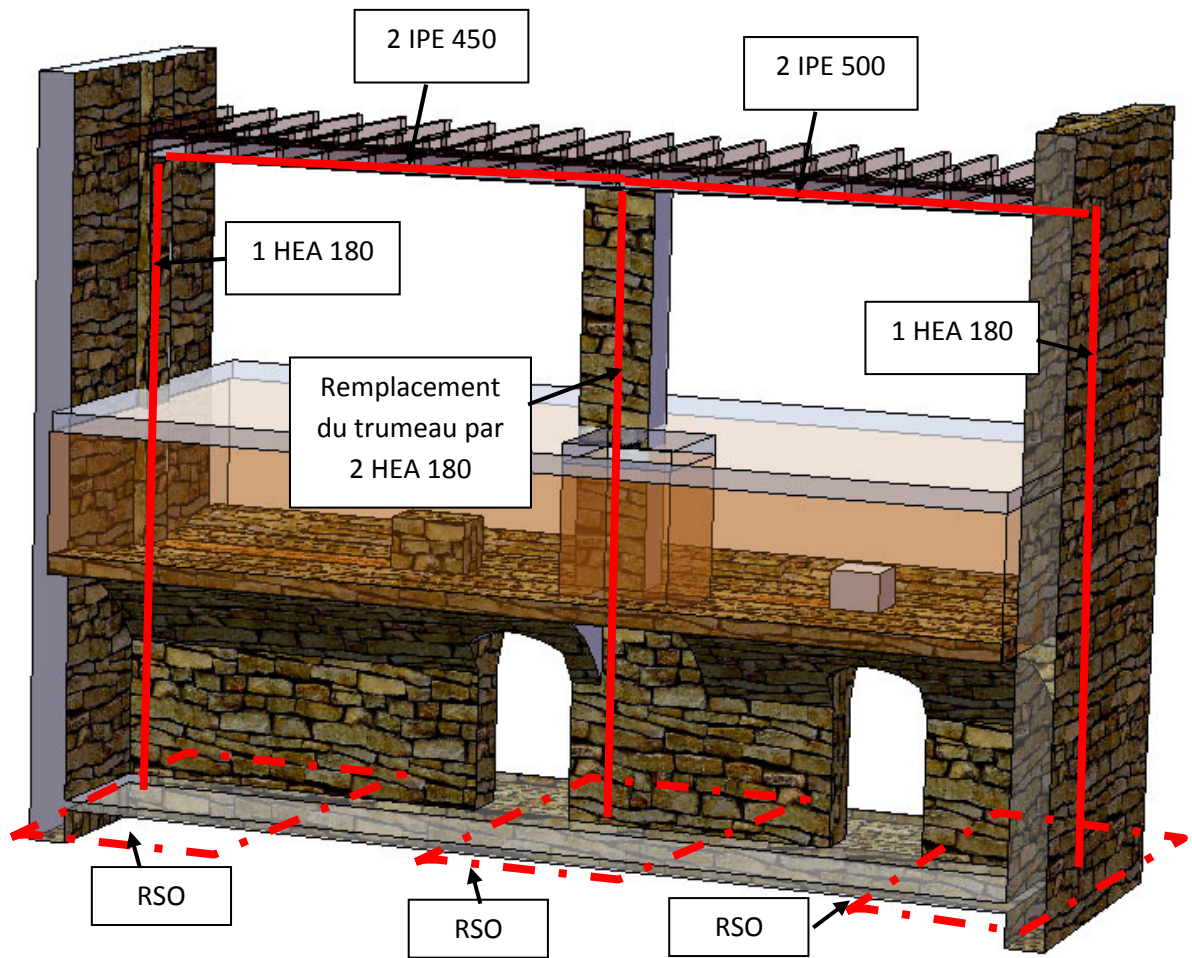 2 IPE 450
2 IPE 500
1 HEA 180
1 HEA 180
Remplacement
du trumeau par
2 HEA 180
RSO
RSO
RSO